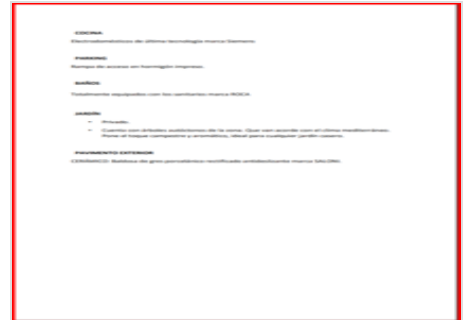 COCINA:
Electrodomésticos de última tecnología marca Siemens.
PARKING:
Rampa de acceso en hormigón impreso.
BAÑOS:
Totalmente equipados con los sanitarios marca ROCA
JARDÍN:
- Privado.
- Cuenta con árboles autóctonos de la zona. Que van acorde con el clima mediterráneo.
Pone el toque campestre y aromático, ideal para cualquier jardín casero.
PAVIMENTO EXTERIOR:
CERÁMICO: Baldosa de gres porcelánico rectificado antideslizante marca SALONI.